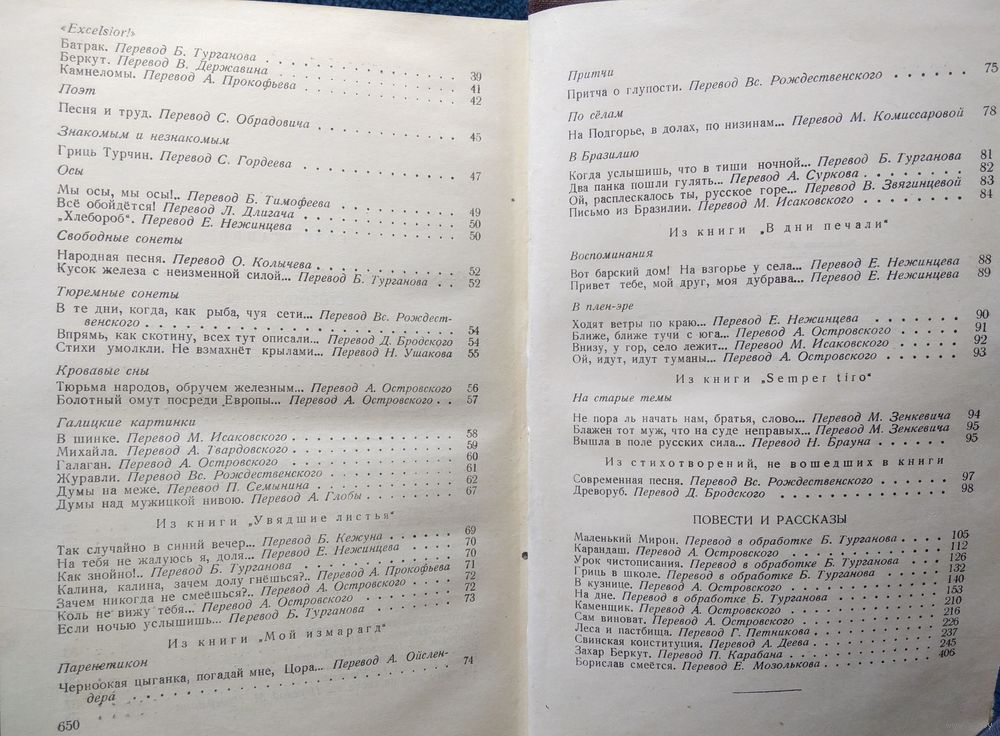 «Excelsior!»
Батрак. Перевод Б. Турганова . . . . . . . . . . 39
Беркут. Перевод В. Державина . . . . . . . . . . 41
Камнеломы. Перевод А. Прокофьева . . . . . . . . 42
Поэт
Песня и труд. Перевод С. Обрадовича . . . . . . . 45
Знакомым и незнакомым
Гриць Турчин. Перевод С. Гордеева . . . . . . . . 47
Осы
Мы осы, мы осы!.. Перевод Б. Тимофеева . . . . . . 49
Всё обойдётся! Перевод Л. Длигача . . . . . . . . 50
„Хлебороб“. Перевод Е. Нежинцева . . . . . . . . 50
Свободные сонеты
Народная песня. Перевод О. Колычева . . . . . . . 52
Кусок железа с неизменной силой... Перевод Б. Турганова . . 52
Тюремные сонеты
В те дни, когда, как рыба, чуя сети... Перевод Вс. Рождест-
венского . . . . . . . . . . . . . . . . 54
Впрямь, как скотину, всех тут описали... Перевод Д. Бродского 54
Стихи умолкли. Не взмахнёт крылами... Перевод Н. Ушакова 55
Кровавые сны
Тюрьма народов, обручем железным... Перевод А. Островского 56
Болотный омут посреди Европы... Перевод А. Островского . . 57
Галицкие картинки
В шинке. Перевод М. Исаковского . . . . . . . . . 58
Михайла. Перевод А. Твардовского . . . . . . . . 59
Галаган. Перевод А. Островского . . . . . . . . . 60
Журавли. Перевод Вс. Рождественского . . . . . . . 61
Думы на меже. Перевод П. Семынина . . . . . . . . 62
Думы над мужицкой нивою. Перевод А. Глобы . . . . . 67
Из книги „Увядшие листья“
Так случайно в синий вечер... Перевод Б. Кежуна . . . . 69
На тебя не жалуюсь я, доля... Перевод Е. Нежинцева . . . 70
Как знойно!.. Перевод Б. Турганова . . . . . . . . 70
Калина, калина, зачем долу гнёшься?.. Перевод А. Прокофьева 71
Зачем никогда не смеёшься?.. Перевод А. Островского . . . 72
Коль не вижу тебя... Перевод А. Островского . . . . . 72
Если ночью услышишь... Перевод Б. Турганова . . . . . 73
Из книги „Мой измарагд“
Паренетикон
Черноокая цыганка, погадай мне, Цора... Перевод А. Ойслен-
дера . . . . . . . . . . . . . . . . . 74
650
Притчи
Притча о глупости. Перевод Вс. Рождественского . . . . . . 75
По сёлам
На Подгорье, в долах, по низинам... Перевод М. Комиссаровой 78
В Бразилию
Когда услышишь, что в тиши ночной... Перевод Б. Турганова 81
Два панка пошли гулять... Перевод А. Суркова . . . . . . 82
Ой, расплескалось ты, русское горе... Перевод В. Звягинцевой 83
Письмо из Бразилии. Перевод М. Исаковского . . . . . . 84
Из книги „В дни печали“
Воспоминания
Вот барский дом! На взгорье у села... Перевод Е. Нежинцева 88
Привет тебе, мой друг, моя дубрава... Перевод Е. Нежинцева 89
В плен-эре
Ходят ветры по краю... Перевод Е. Нежинцева . . . . . . 90
Ближе, ближе тучи с юга... Перевод А. Островского . . . . 91
Внизу, у гор, село лежит... Перевод М. Исаковского . . . . 92
Ой, идут, идут туманы... Перевод А. Островского . . . . . 93
Из книги „Semper tiro“
На старые темы
Не пора ль начать нам, братья, слово... Перевод М. Зенкевича 94
Блажен тот муж, что на суде неправых... Перевод М. Зенкевича 95
Вышла в поле русских сила... Перевод Н. Брауна . . . . . 95
Из стихотворений, не вошедших в книги
Современная песня. Перевод Вс. Рождественского . . . . . 97
Древоруб. Перевод Д. Бродского . . . . . . . . . . 98
ПОВЕСТИ И РАССКАЗЫ
Маленький Мирон. Перевод в обработке Б. Турганова . . . 105
Карандаш. Перевод А. Островского . . . . . . . . . 112
Урок чистописания. Перевод в обработке Б. Турганова . . . 126
Гриць в школе. Перевод в обработке Б. Турганова . . . . 132
В кузнице. Перевод А. Островского . . . . . . . . . 140
На дне. Перевод в обработке Б. Турганова . . . . . . . 153
Каменщик. Перевод А. Островского . . . . . . . . . 210
Сам виноват. Перевод А. Островского . . . . . . . . 216
Леса и пастбища. Перевод Г. Петникова . . . . . . . . 226
Свинская конституция. Перевод А. Деева . . . . . . . 237
Захар Беркут. Перевод П. Карабана . . . . . . . . . 245
Борислав смеётся. Перевод Е. Мозолькова . . . . . . . 406